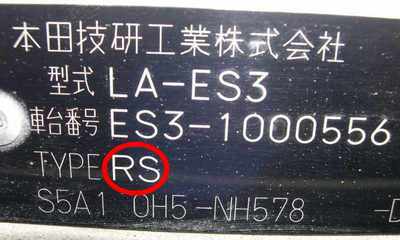 本田技研工業株式会社
型式 LA-ES3
車台番号 ES3-1000556
TYPE RS
S5A1 0H5-NH578 -D